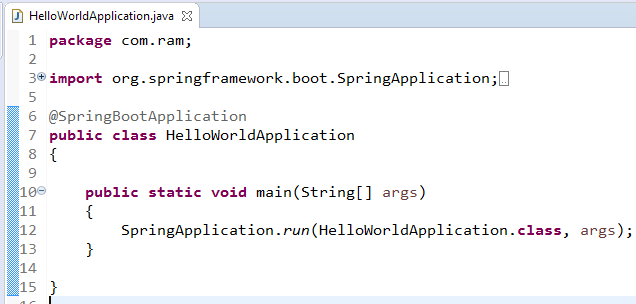 HelloWorldApplication.java
1 package com.ram;
2
3 import org.springframework.boot.SpringApplication;
5
6 @SpringBootApplication
7 public class HelloWorldApplication
8 {
9
10 public static void main(String[] args)
11 {
12 SpringApplication.run(HelloWorldApplication.class, args);
13 }
14
15 }
16